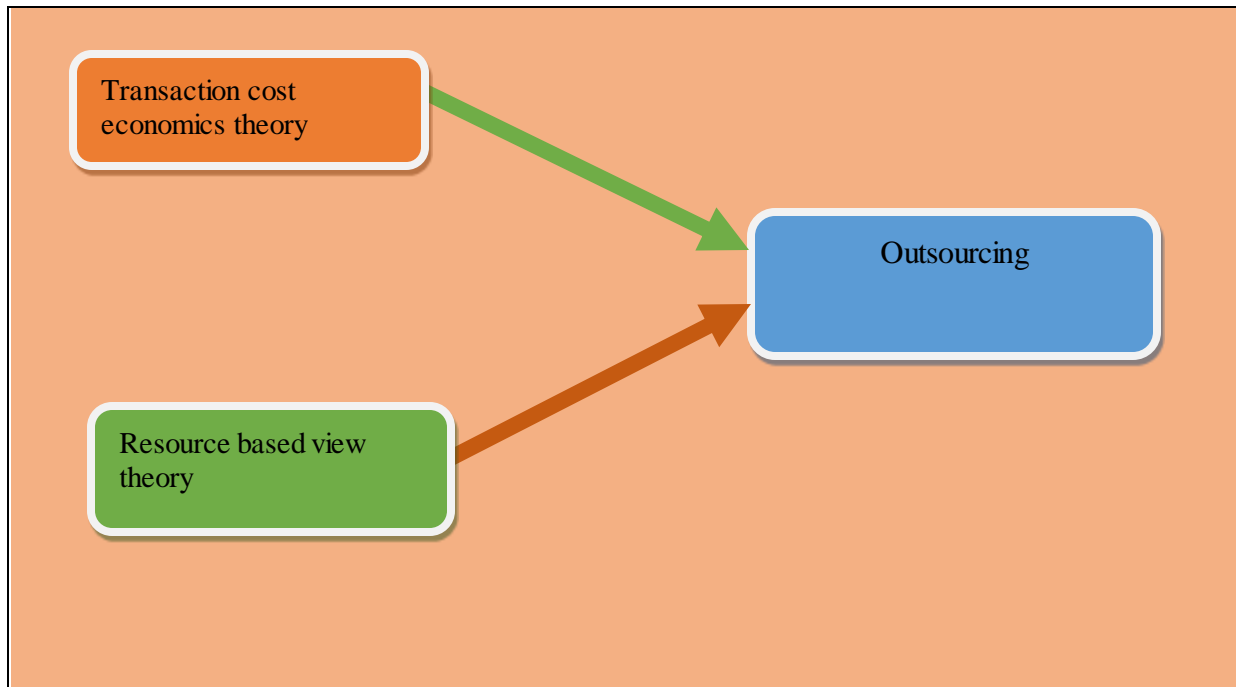 Transaction cost
economics theory
Outsourcing
Resource based view
theory